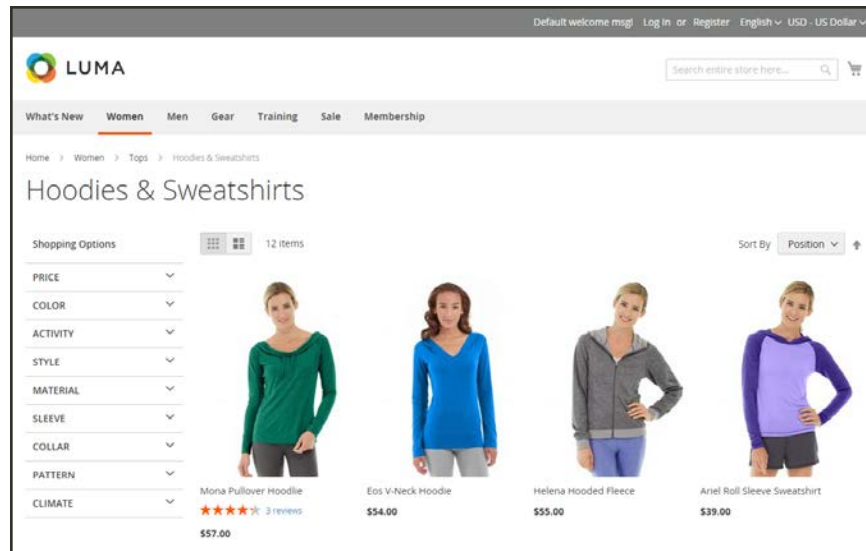 Default welcome msg! Log In or Register English USD - US Dollar
LUMA
Search entire store here...
What's New Women Men Gear Training Sale Membership
Home > Women > Tops > Hoodies & Sweatshirts
Hoodies & Sweatshirts
Shopping Options
12 items
Sort By Position
PRICE
COLOR
ACTIVITY
STYLE
MATERIAL
SLEEVE
COLLAR
PATTERN
CLIMATE
Mona Pullover Hoodlie
3 reviews
$57.00
Eos V-Neck Hoodie
$54.00
Helena Hooded Fleece
$55.00
Ariel Roll Sleeve Sweatshirt
$39.00